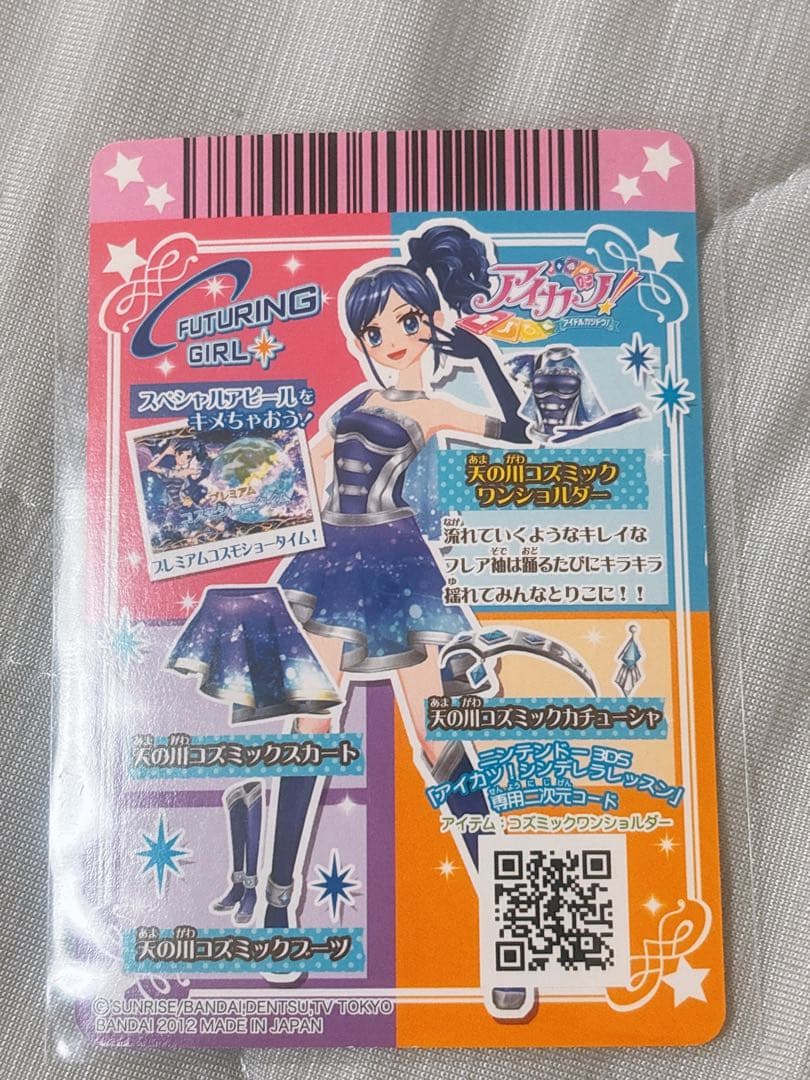 FUTURING
GIRL
アイカツ!
アイドルカツドウ!
スペシャルアピールを
キメちゃおう!
プレミアム
プレミアムコスモショータイム!
あま がわ
天の川コズミック
ワンショルダー
なが
流れていくようなキレイな
そで おど
フレア袖は踊るたびにキラキラ
ゆ
揺れてみんなとりこに!!
あま がわ
天の川コズミックスカート
あま がわ
天の川コズミックカチューシャ
ニンテンドー3DS
「アイカツ!シンデレラレッスン」
せんようにじげん
専用二次元コード
アイテム:コズミックワンショルダー
あま がわ
天の川コズミックブーツ
©SUNRISE/BANDAI,DENTSU,TV TOKYO
BANDAI 2012 MADE IN JAPAN